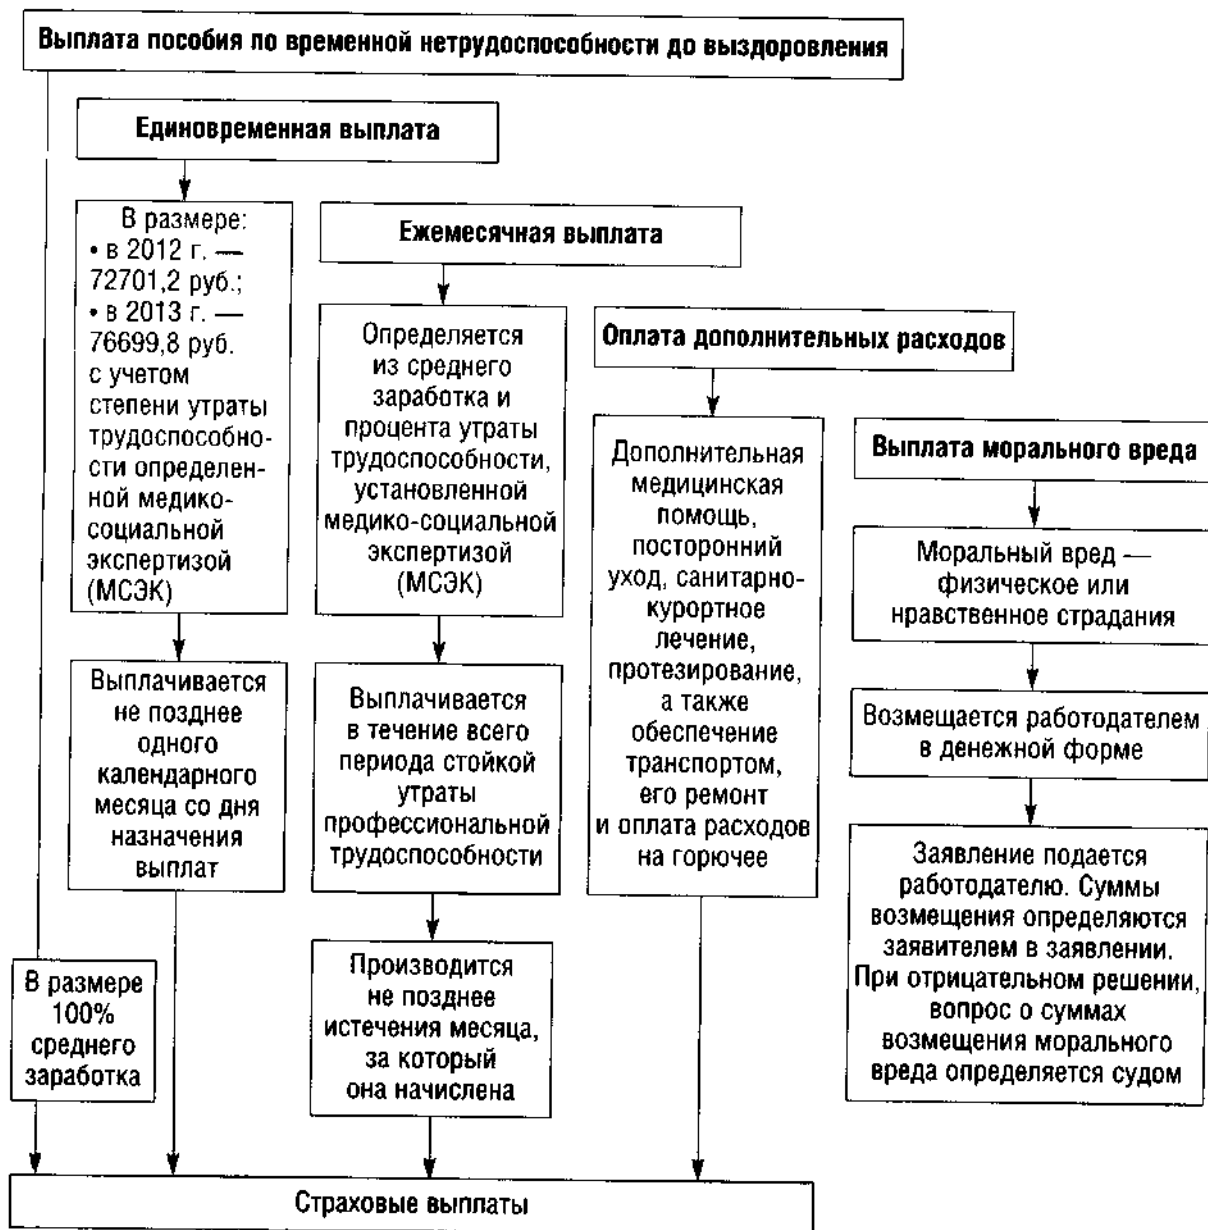 Выплата пособия по временной нетрудоспособности до выздоровления
Единовременная выплата
В размере:
• в 2012 г. —
72701,2 руб.;
• в 2013 г. —
76699,8 руб.
с учетом
степени утраты
трудоспособно-
сти определен-
ной медико-
социальной
экспертизой
(МСЭК)
Выплачивается
не позднее
одного
календарного
месяца со дня
назначения
выплат
Ежемесячная выплата
Определяется
из среднего
заработка и
процента утраты
трудоспособности,
установленной
медико-социальной
экспертизой
(МСЭК)
Выплачивается
в течение всего
периода стойкой
утраты
профессиональной
трудоспособности
Производится
не позднее
истечения месяца,
за который
она начислена
Оплата дополнительных расходов
Дополнительная
медицинская
помощь,
посторонний
уход, санитарно-
курортное
лечение,
протезирование,
а также
обеспечение
транспортом,
его ремонт
и оплата расходов
на горючее
Выплата морального вреда
Моральный вред —
физическое или
нравственное страдания
Возмещается работодателем
в денежной форме
Заявление подается
работодателю. Суммы
возмещения определяются
заявителем в заявлении.
При отрицательном решении,
вопрос о суммах
возмещения морального
вреда определяется судом
В размере
100%
среднего
заработка
Страховые выплаты